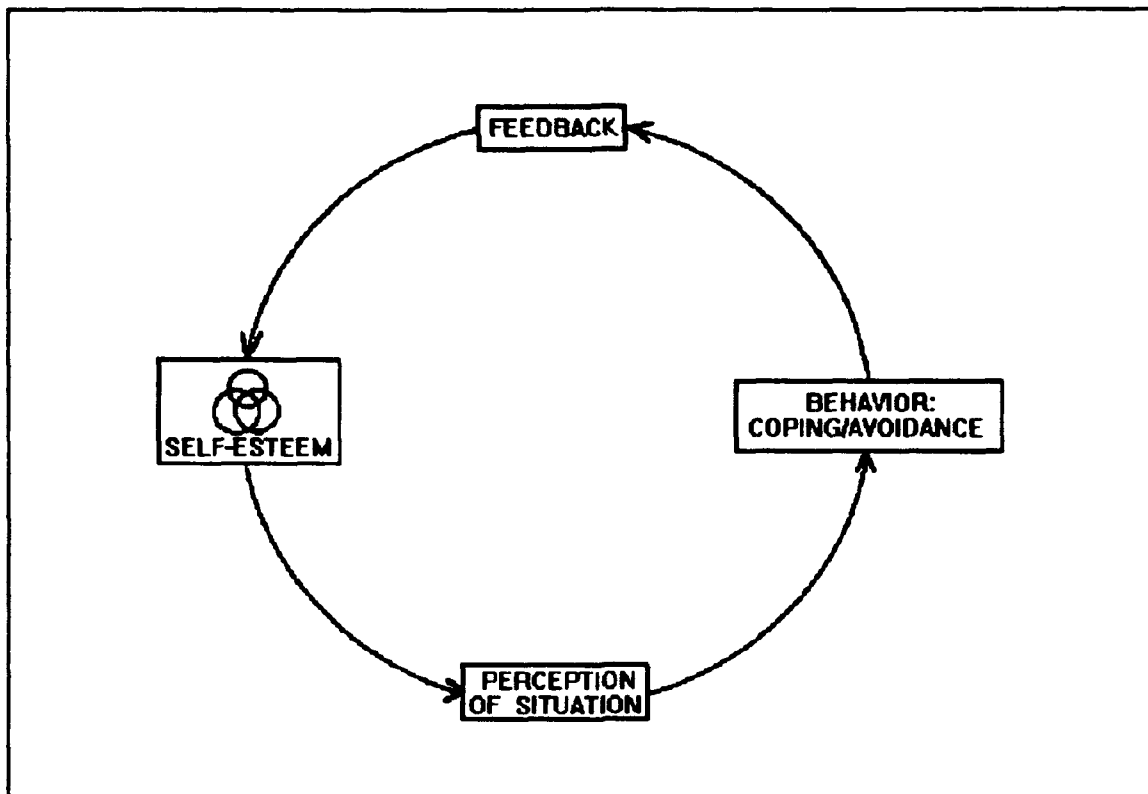 FEEDBACK
SELF-ESTEEM
BEHAVIOR:
COPING/AVOIDANCE
PERCEPTION
OF SITUATION